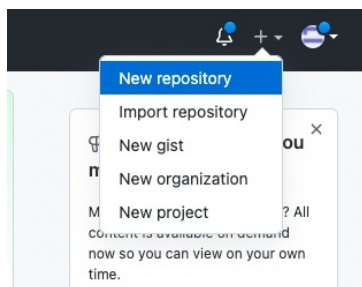 New repository
Import repository
New gist
New organization
New project
ou
m
M ? All
content is available on demand
now so you can view on your own
time.